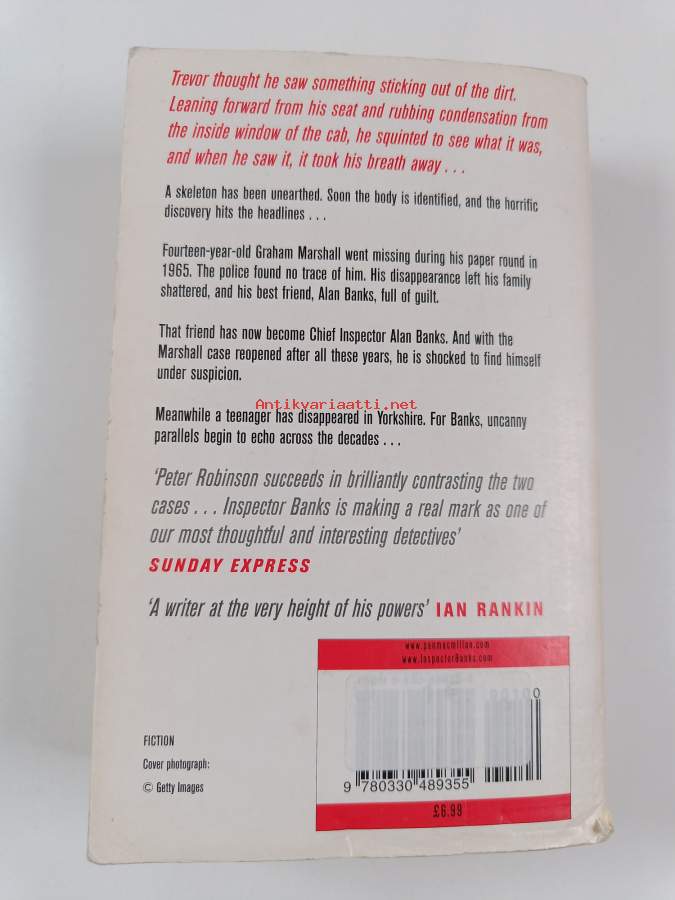 Trevor thought he saw something sticking out of the dirt.
Leaning forward from his seat and rubbing condensation from
the inside window of the cab, he squinted to see what it was,
and when he saw it, it took his breath away . . .
A skeleton has been unearthed. Soon the body is identified, and the horrific
discovery hits the headlines . . .
Fourteen-year-old Graham Marshall went missing during his paper round in
1965. The police found no trace of him. His disappearance left his family
shattered, and his best friend, Alan Banks, full of guilt.
That friend has now become Chief Inspector Alan Banks. And with the
Marshall case reopened after all these years, he is shocked to find himself
under suspicion.
Antikvariaatti.net
Meanwhile a teenager has disappeared in Yorkshire. For Banks, uncanny
parallels begin to echo across the decades . . .
‘Peter Robinson succeeds in brilliantly contrasting the two
cases . . . Inspector Banks is making a real mark as one of
our most thoughtful and interesting detectives’
SUNDAY EXPRESS
‘A writer at the very height of his powers’ IAN RANKIN
www.panmacmillan.com
www.InspectorBanks.com
FICTION
Cover photograph:
© Getty Images
9 780330 489355
£6.99